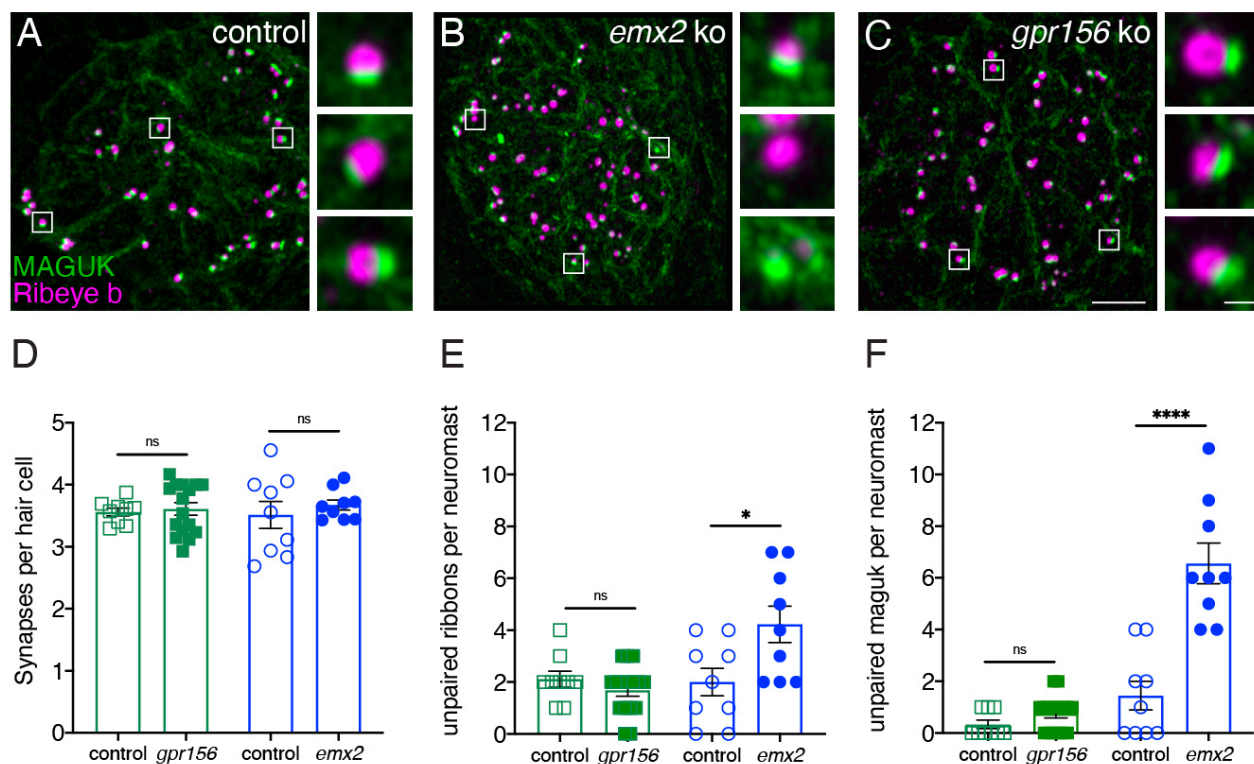 A control
B emx2 ko
C gpr156 ko
MAGUK
Ribeye b
D
E
F
Synapses per hair cell
5
4
3
2
1
0
ns
ns
control gpr156 control emx2
unpaired ribbons per neuromast
12
10
8
6
4
2
0
ns
*
control gpr156 control emx2
unpaired maguk per neuromast
12
10
8
6
4
2
0
ns
****
control gpr156 control emx2